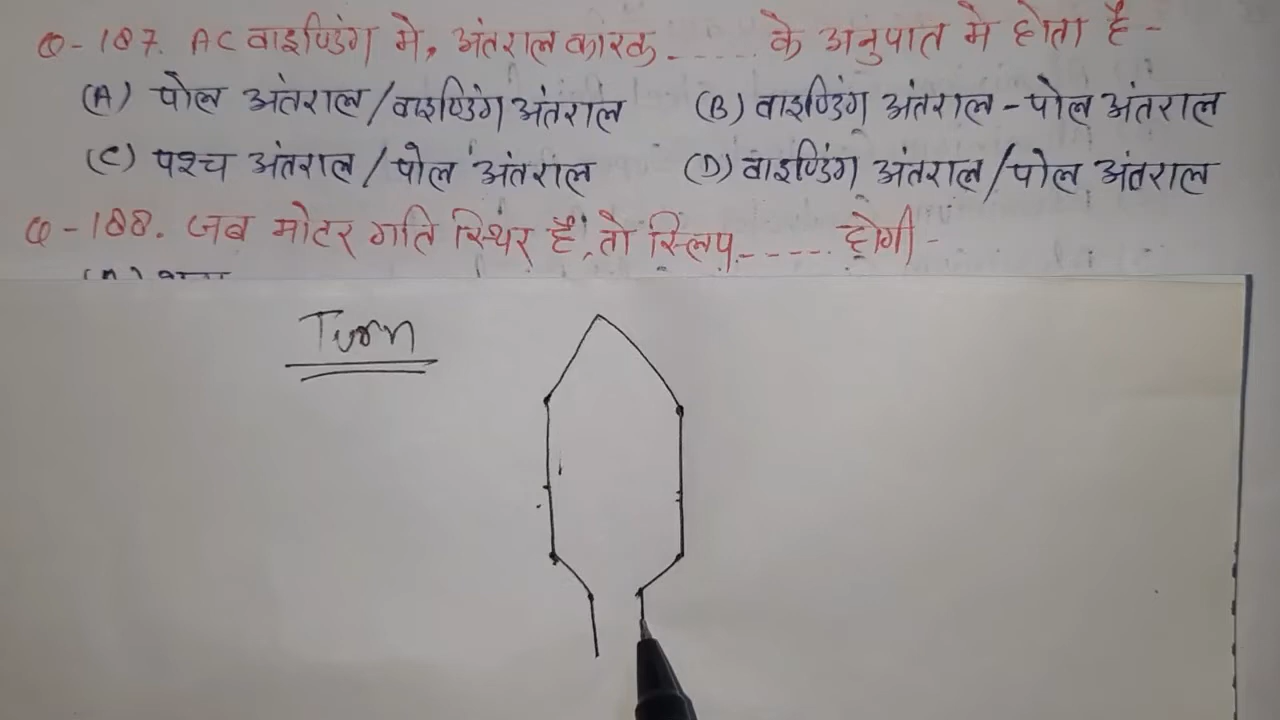 Q-187. AC वाइण्डिंग मे, अंतराल कारक ...... के अनुपात मे होता है -
(A) पोल अंतराल/वाइण्डिंग अंतराल (B) वाइण्डिंग अंतराल-पोल अंतराल
(C) पश्च अंतराल/पोल अंतराल (D) वाइण्डिंग अंतराल/पोल अंतराल
Q-188. जब मोटर गति स्थिर है, तो स्लिप ------ होगी -
Turn